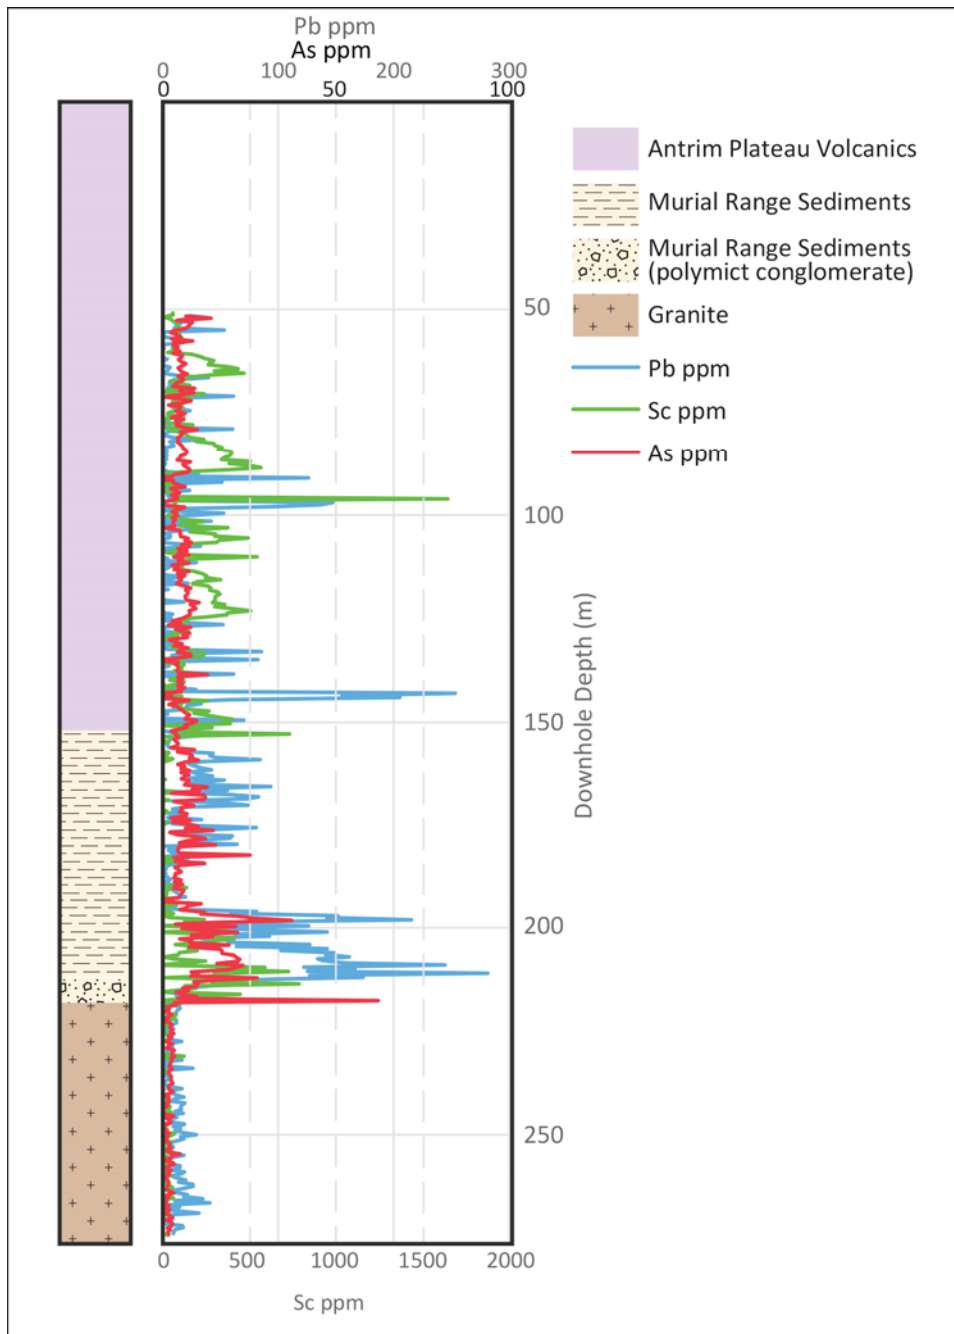 Pb ppm
As ppm
0 100 200 300
0 50 100
Antrim Plateau Volcanics
Murial Range Sediments
Murial Range Sediments
(polymict conglomerate)
Granite
Pb ppm
Sc ppm
As ppm
50
100
150
200
250
Downhole Depth (m)
0 500 1000 1500 2000
Sc ppm